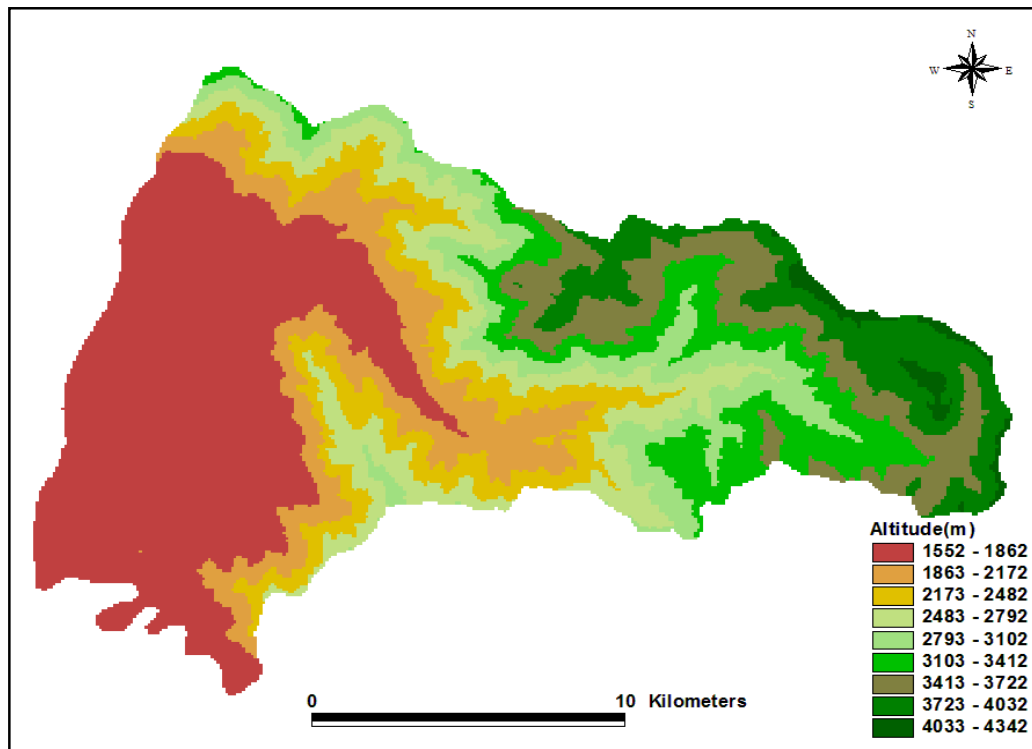 N
W E
S
Altitude(m)
1552 - 1862
1863 - 2172
2173 - 2482
2483 - 2792
2793 - 3102
3103 - 3412
3413 - 3722
3723 - 4032
4033 - 4342
0 10 Kilometers